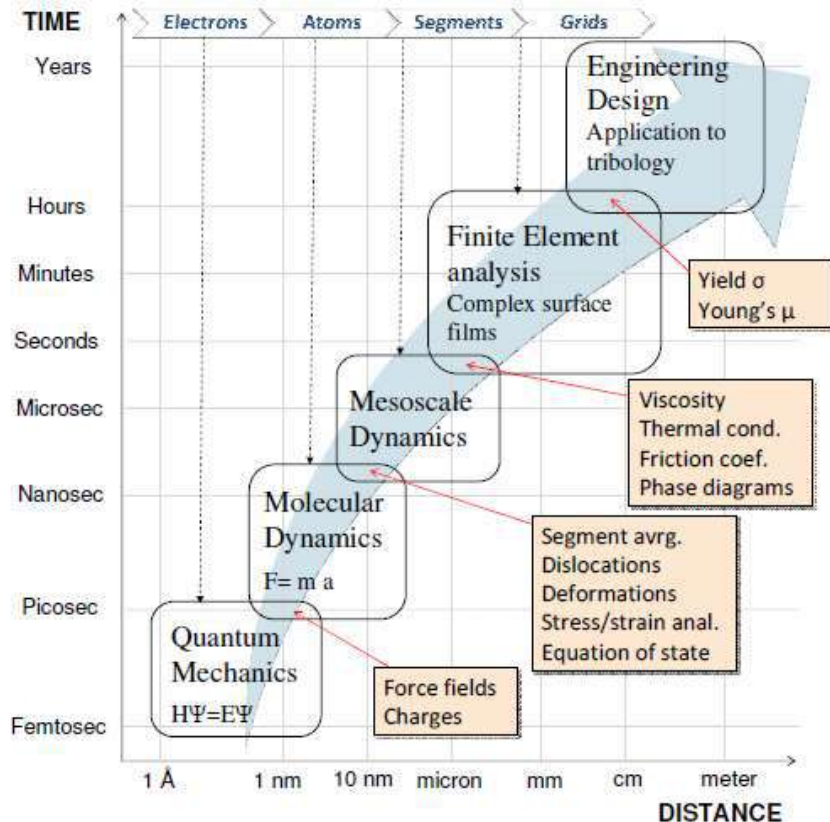 TIME
Electrons
Atoms
Segments
Grids
Years
Hours
Minutes
Seconds
Microsec
Nanosec
Picosec
Femtosec
Engineering
Design
Application to
tribology
Finite Element
analysis
Complex surface
films
Yield σ
Young's μ
Mesoscale
Dynamics
Viscosity
Thermal cond.
Friction coef.
Phase diagrams
Molecular
Dynamics
F= m a
Segment avrg.
Dislocations
Deformations
Stress/strain anal.
Equation of state
Quantum
Mechanics
HΨ=EΨ
Force fields
Charges
1 Å
1 nm
10 nm
micron
mm
cm
meter
DISTANCE